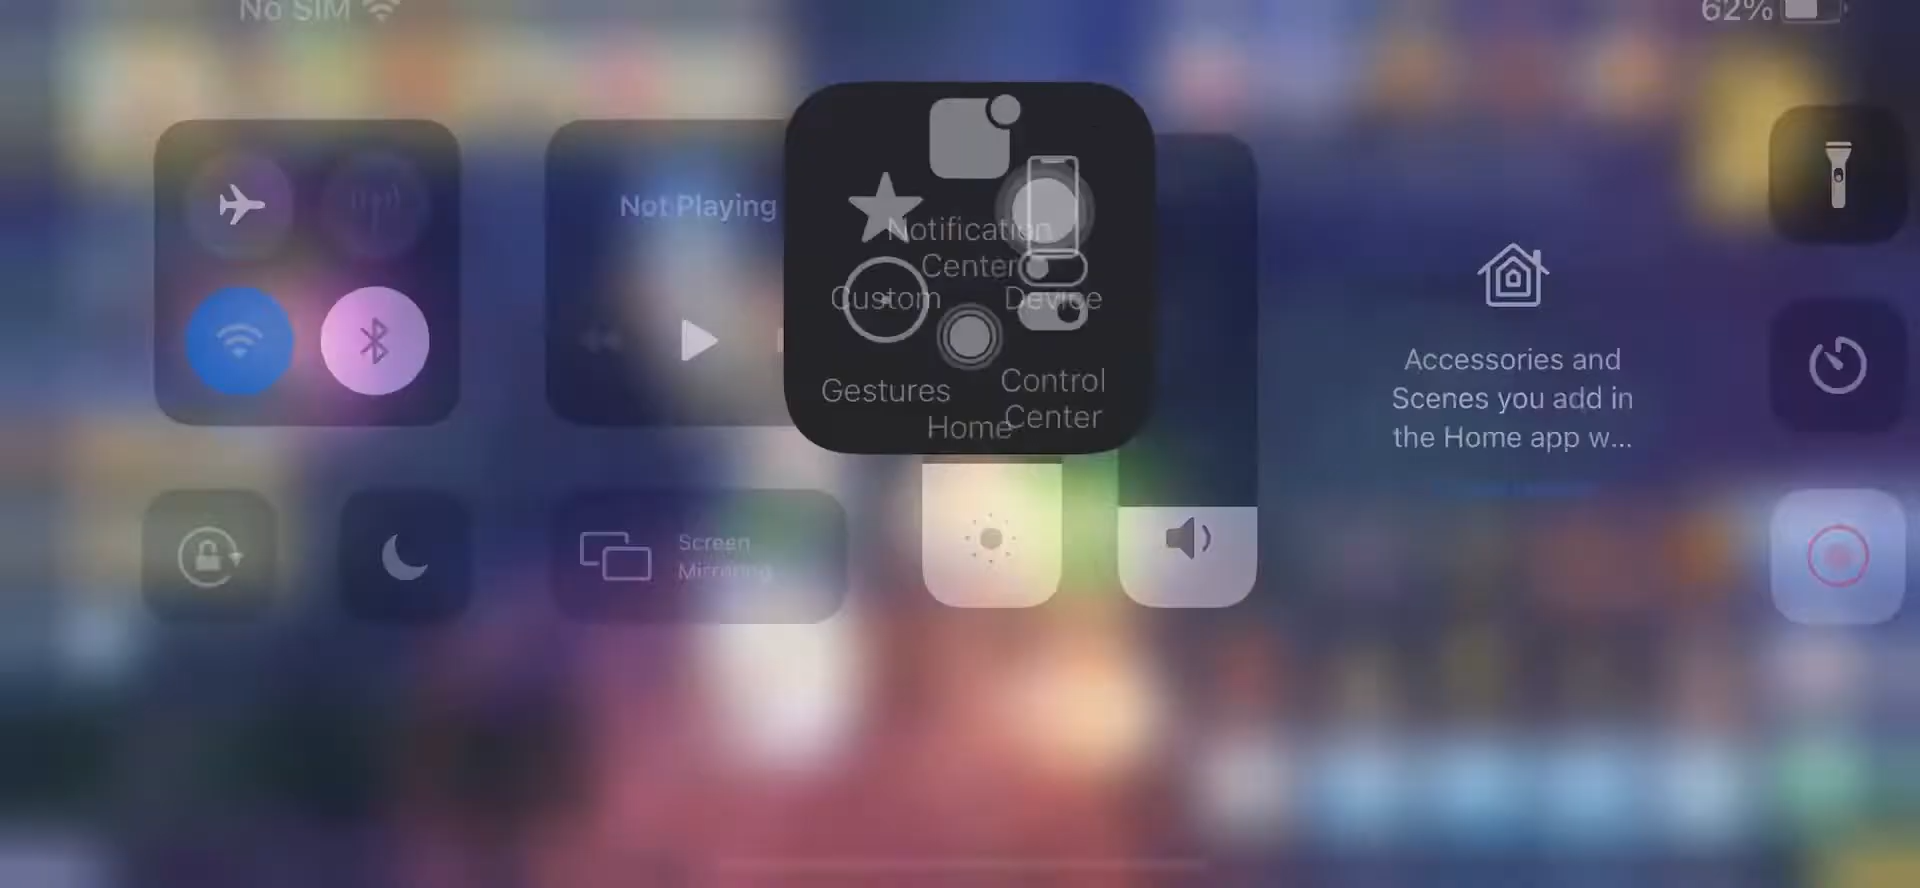 No SIM
62%
Not Playing
Notification
Center
Custom
Device
Gestures
Control
Center
Home
Accessories and
Scenes you add in
the Home app w...
Screen
Mirroring